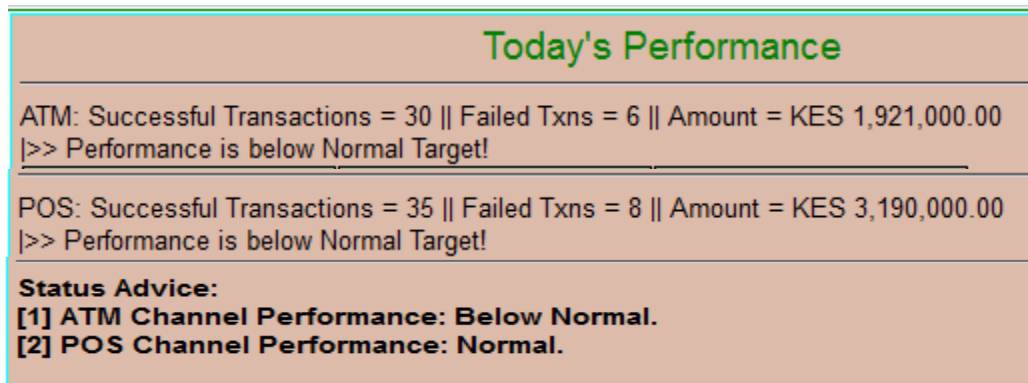 Today's Performance
ATM: Successful Transactions = 30 || Failed Txns = 6 || Amount = KES 1,921,000.00
|>> Performance is below Normal Target!
POS: Successful Transactions = 35 || Failed Txns = 8 || Amount = KES 3,190,000.00
|>> Performance is below Normal Target!
Status Advice:
[1] ATM Channel Performance: Below Normal.
[2] POS Channel Performance: Normal.